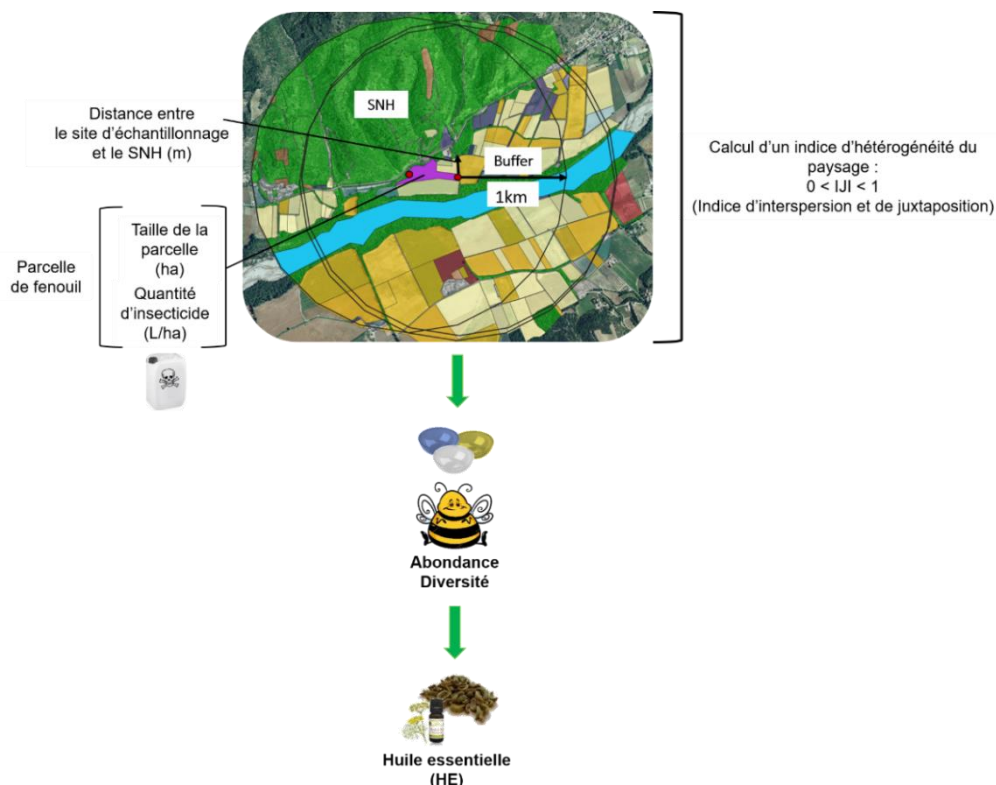 Distance entre
le site d'échantillonnage
et le SNH (m)
SNH
Buffer
1km
Calcul d'un indice d'hétérogénéité du
paysage :
0 < IJI < 1
(Indice d'interspersion et de juxtaposition)
Parcelle
de fenouil
Taille de la
parcelle
(ha)
Quantité
d'insecticide
(L/ha)
Abondance
Diversité
Huile essentielle
(HE)